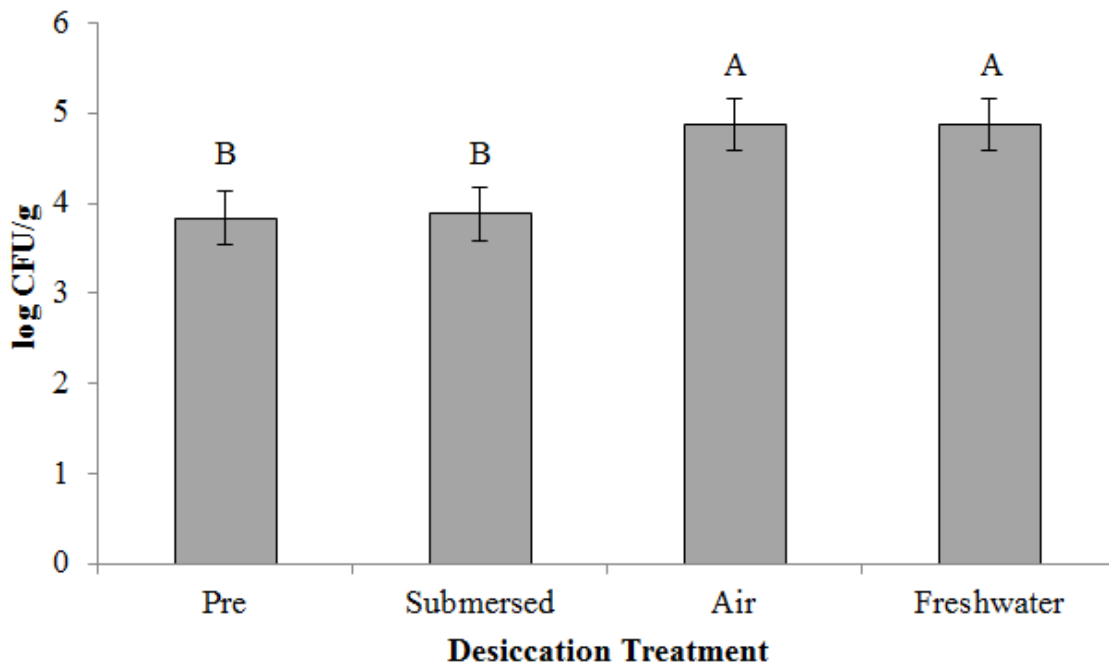 log CFU/g
6
5
4
3
2
1
0
B
B
A
A
Pre
Submersed
Air
Freshwater
Desiccation Treatment